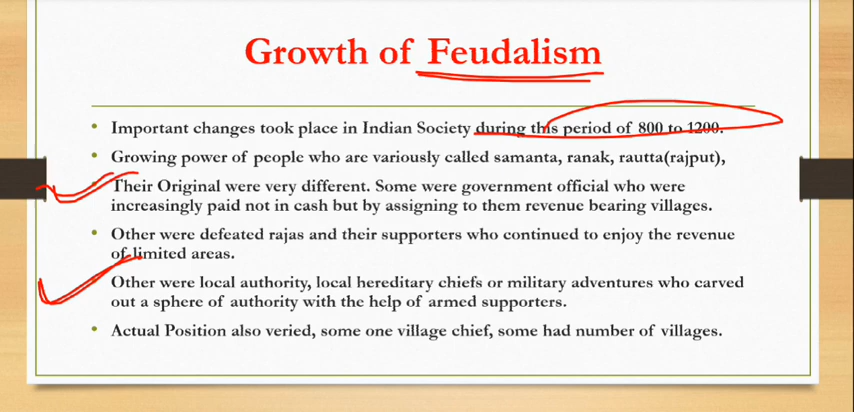 Growth of Feudalism
• Important changes took place in Indian Society during this period of 800 to 1200.
• Growing power of people who are variously called samanta, ranak, rautta(rajput),
• Their Original were very different. Some were government official who were
increasingly paid not in cash but by assigning to them revenue bearing villages.
• Other were defeated rajas and their supporters who continued to enjoy the revenue
of limited areas.
Other were local authority, local hereditary chiefs or military adventures who carved
out a sphere of authority with the help of armed supporters.
• Actual Position also veried, some one village chief, some had number of villages.